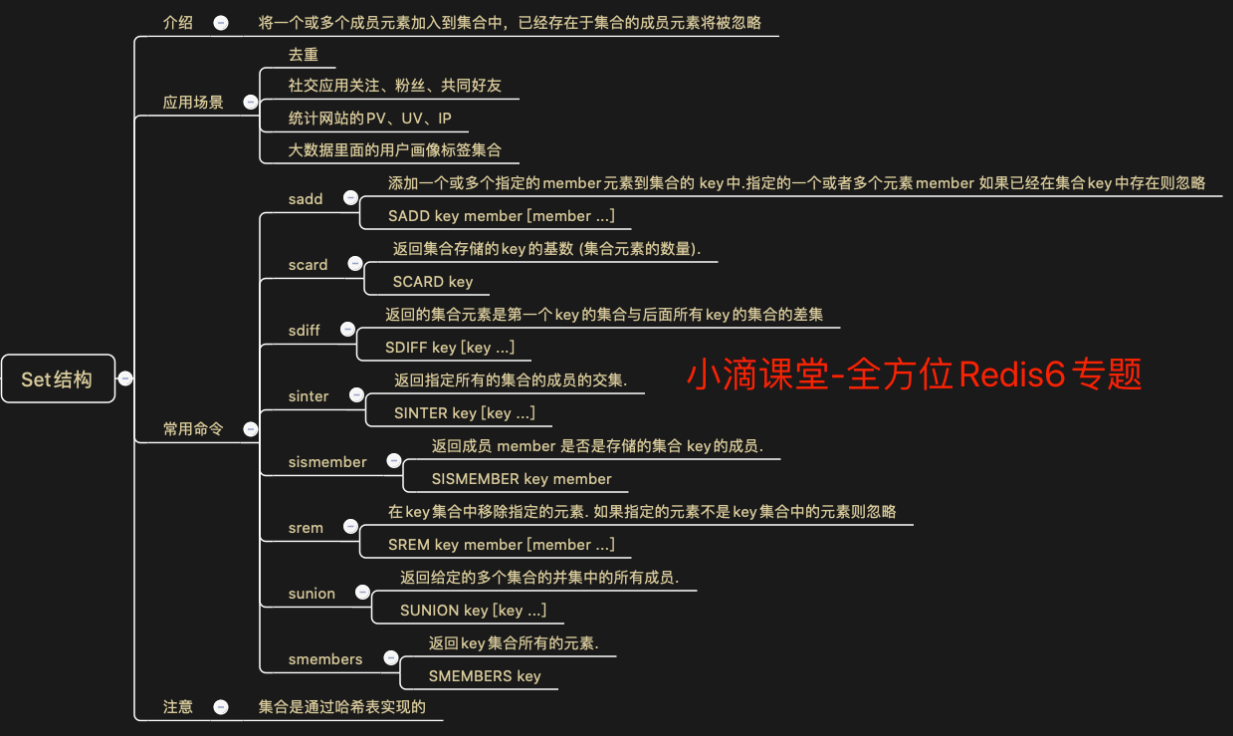 介绍
将一个或多个成员元素加入到集合中，已经存在于集合的成员元素将被忽略
应用场景
去重
社交应用关注、粉丝、共同好友
统计网站的PV、UV、IP
大数据里面的用户画像标签集合
Set结构
常用命令
sadd
添加一个或多个指定的member元素到集合的 key中.指定的一个或者多个元素member 如果已经在集合key中存在则忽略
SADD key member [member ...]
scard
返回集合存储的key的基数 (集合元素的数量).
SCARD key
sdiff
返回的集合元素是第一个key的集合与后面所有key的集合的差集
SDIFF key [key ...]
小滴课堂-全方位Redis6专题
sinter
返回指定所有的集合的成员的交集.
SINTER key [key ...]
sismember
返回成员 member 是否是存储的集合 key的成员.
SISMEMBER key member
srem
在key集合中移除指定的元素. 如果指定的元素不是key集合中的元素则忽略
SREM key member [member ...]
sunion
返回给定的多个集合的并集中的所有成员.
SUNION key [key ...]
smembers
返回key集合所有的元素.
SMEMBERS key
注意
集合是通过哈希表实现的